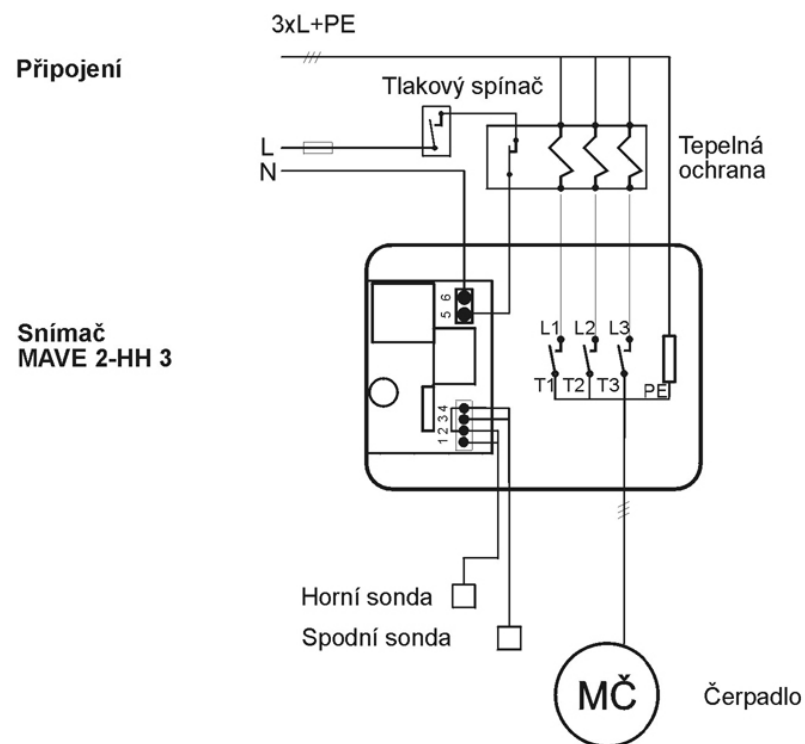 3xL+PE
Připojení
Tlakový spínač
L
N
Tepelná
ochrana
Snímač
MAVE 2-HH 3
5 6
L1 L2 L3
T1 T2 T3 PE
1 2 3 4
Horní sonda
Spodní sonda
MČ
Čerpadlo